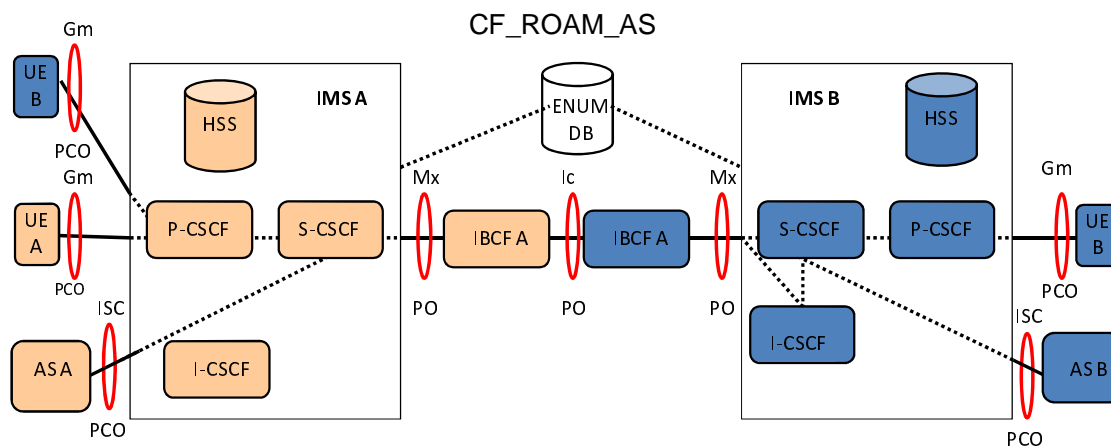 CF_ROAM_AS
Gm
UE
B
PCO
IMS A
HSS
ENUM
DB
IMS B
HSS
Gm
UE
A
PCO
P-CSCF
S-CSCF
Mx
PO
IBCF A
Ic
PO
IBCF A
Mx
PO
S-CSCF
P-CSCF
Gm
UE
B
PCO
ISC
AS A
PCO
I-CSCF
I-CSCF
ISC
AS B
PCO